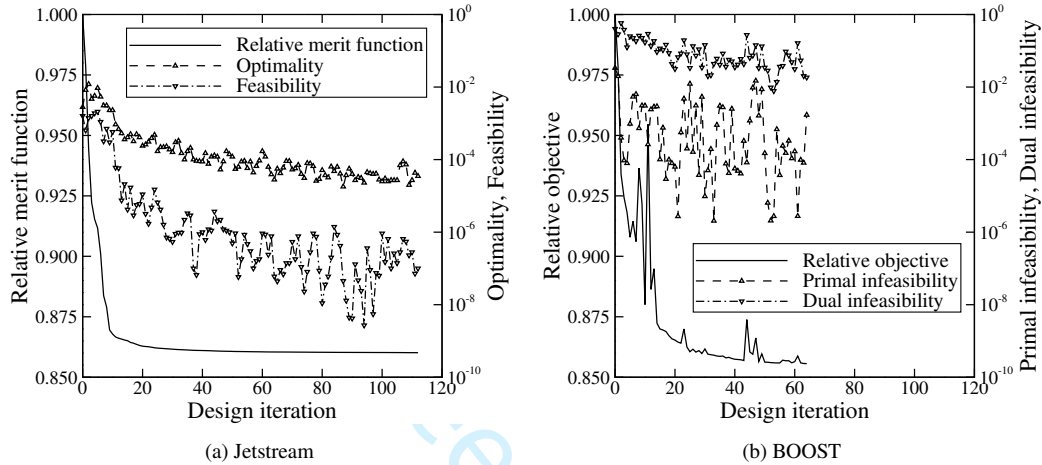 1.000
0.975
0.950
0.925
0.900
0.875
0.850
Relative merit function
10^0
10^-2
10^-4
10^-6
10^-8
10^-10
Optimality, Feasibility
Relative merit function
Optimality
Feasibility
0 20 40 60 80 100 120
Design iteration
(a) Jetstream
1.000
0.975
0.950
0.925
0.900
0.875
0.850
Relative objective
10^0
10^-2
10^-4
10^-6
10^-8
10^-10
Primal infeasibility, Dual infeasibility
Relative objective
Primal infeasibility
Dual infeasibility
0 20 40 60 80 100 120
Design iteration
(b) BOOST